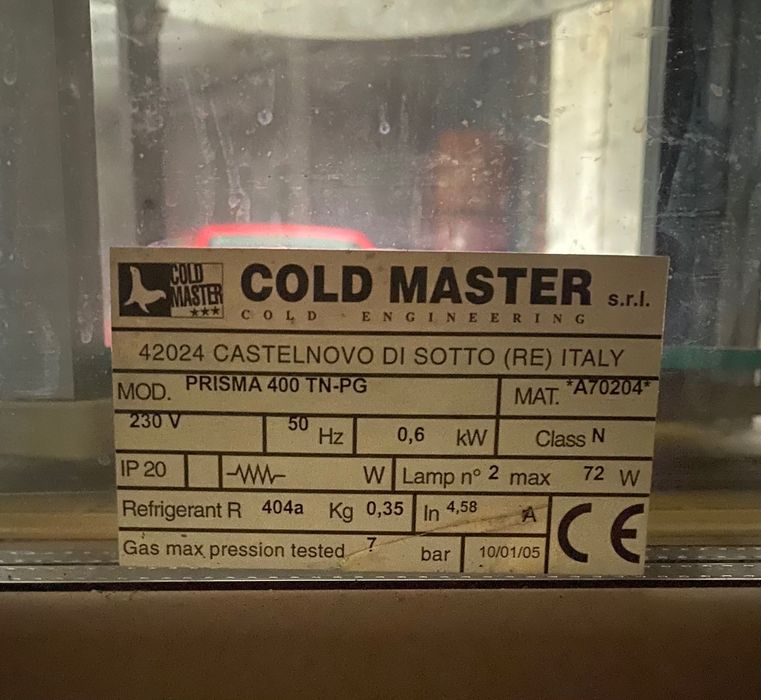 COLD
MASTER
★★★
COLD MASTER s.r.l.
COLD ENGINEERING
42024 CASTELNOVO DI SOTTO (RE) ITALY
MOD. PRISMA 400 TN-PG MAT. *A70204*
230 V 50 Hz 0,6 kW Class N
IP 20 W Lamp n° 2 max 72 W
Refrigerant R 404a Kg 0,35 In 4,58 A
CE
Gas max pression tested 7 bar 10/01/05